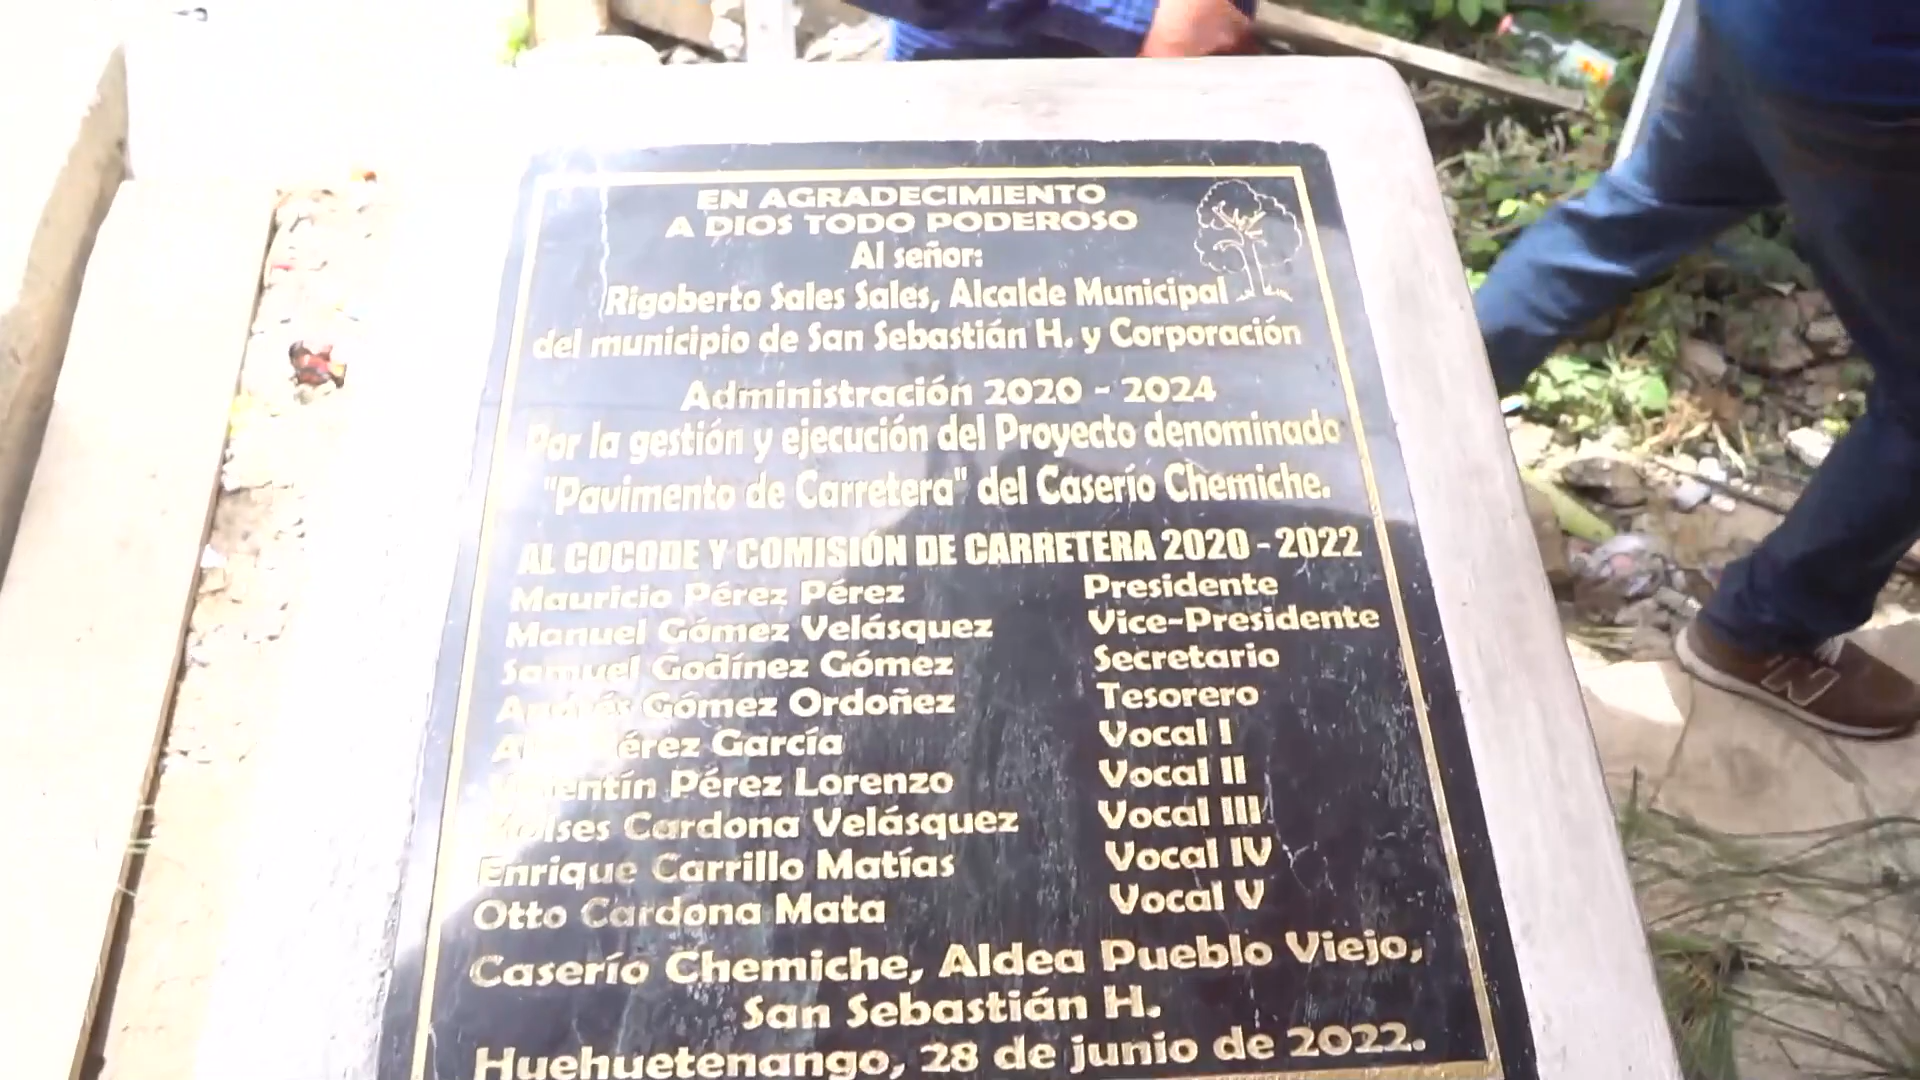 EN AGRADECIMIENTO
A DIOS TODO PODEROSO
Al señor:
Rigoberto Sales Sales, Alcalde Municipal
del municipio de San Sebastián H. y Corporación
Administración 2020 - 2024
Por la gestión y ejecución del Proyecto denominado
"Pavimento de Carretera" del Caserío Chemiche.
AL COCODE Y COMISIÓN DE CARRETERA 2020 - 2022
Mauricio Pérez Pérez Presidente
Manuel Gómez Velásquez Vice-Presidente
Samuel Godínez Gómez Secretario
Andrés Gómez Ordoñez Tesorero
Pérez García Vocal I
Valentín Pérez Lorenzo Vocal II
Moises Cardona Velásquez Vocal III
Enrique Carrillo Matías Vocal IV
Otto Cardona Mata Vocal V
Caserío Chemiche, Aldea Pueblo Viejo,
San Sebastián H.
Huehuetenango, 28 de junio de 2022.
N